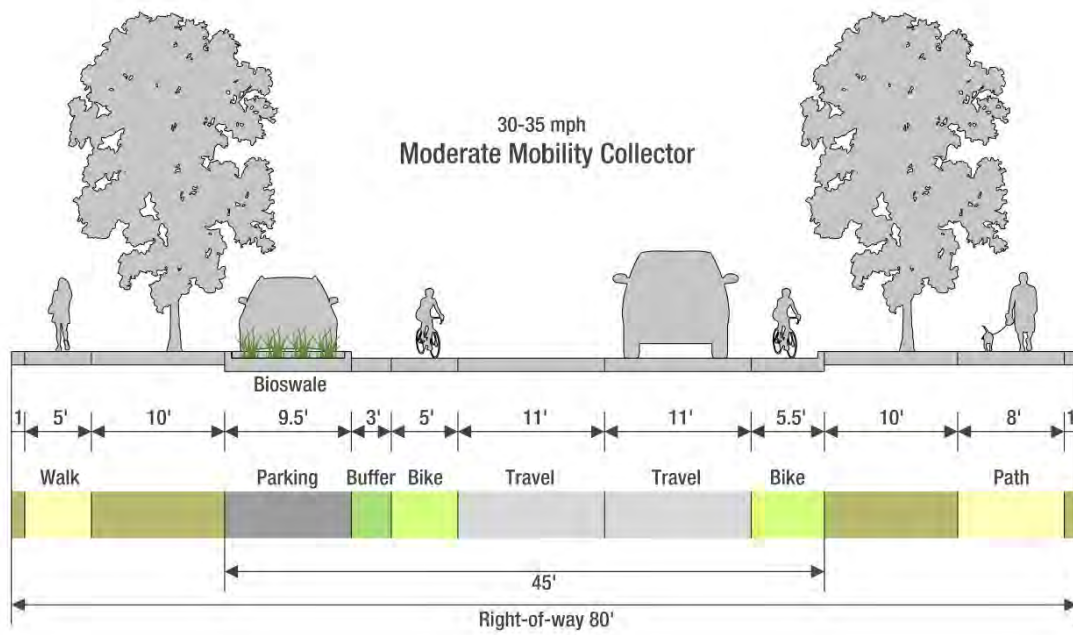 30-35 mph
Moderate Mobility Collector
Bioswale
1 5' 10' 9.5' 3' 5' 11' 11' 5.5' 10' 8' 1
Walk Parking Buffer Bike Travel Travel Bike Path
45'
Right-of-way 80'